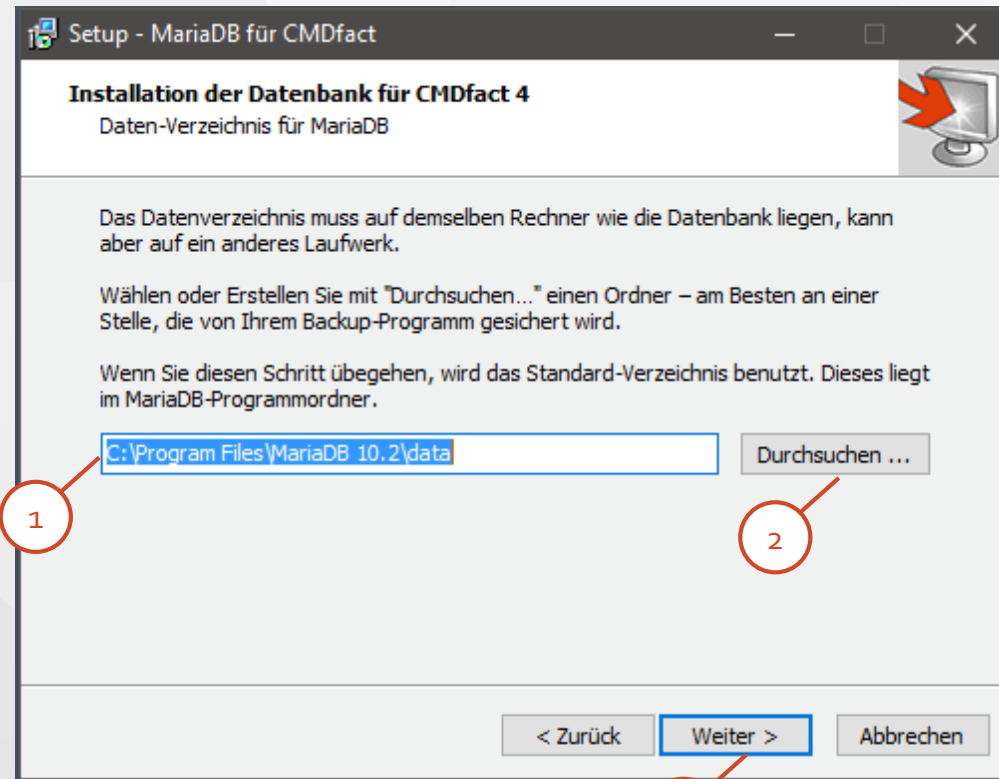 Setup - MariaDB für CMDfact
Installation der Datenbank für CMDfact 4
Daten-Verzeichnis für MariaDB
Das Datenverzeichnis muss auf demselben Rechner wie die Datenbank liegen, kann
aber auf ein anderes Laufwerk.
Wählen oder Erstellen Sie mit "Durchsuchen..." einen Ordner – am Besten an einer
Stelle, die von Ihrem Backup-Programm gesichert wird.
Wenn Sie diesen Schritt übergehen, wird das Standard-Verzeichnis benutzt. Dieses liegt
im MariaDB-Programmordner.
C:\Program Files\MariaDB 10.2\data
Durchsuchen ...
1
2
< Zurück
Weiter >
Abbrechen